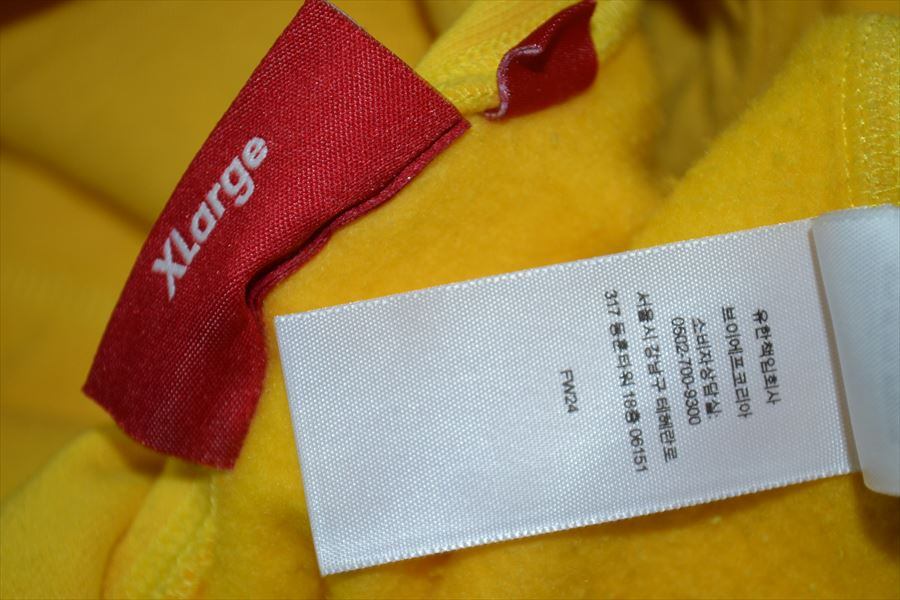 XLarge
유한책임회사
브이에프코리아
소비자상담실
0502-700-9300
서울시 강남구 테헤란로
317 동훈타워 18층 06151
FW24